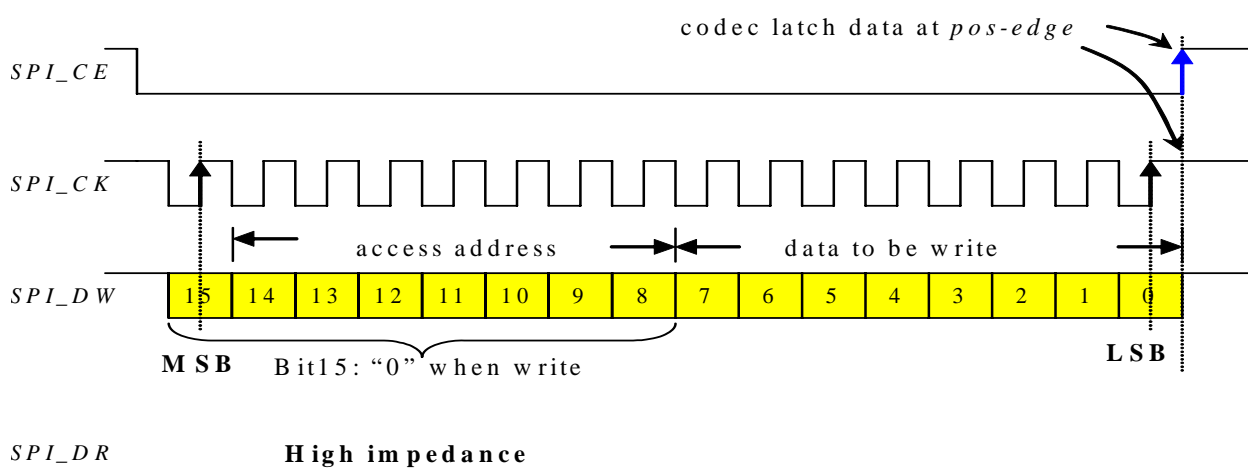 codec latch data at pos-edge
SPI_CE
SPI_CK
access address data to be write
SPI_DW 15 14 13 12 11 10 9 8 7 6 5 4 3 2 1 0
MSB Bit15: “0” when write LSB
SPI_DR High impedance